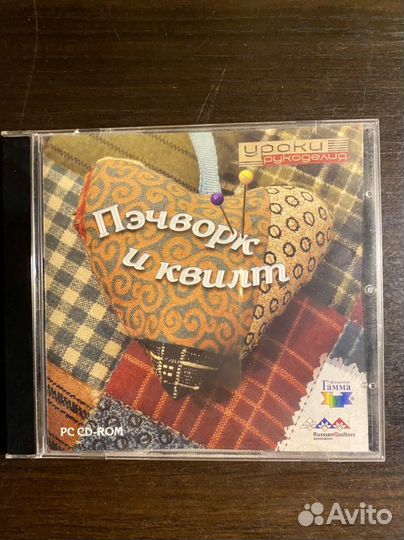 уроки
рукоделия
Пэчворк
и квилт
Гамма
PC CD-ROM
RussianQuilters
Avito